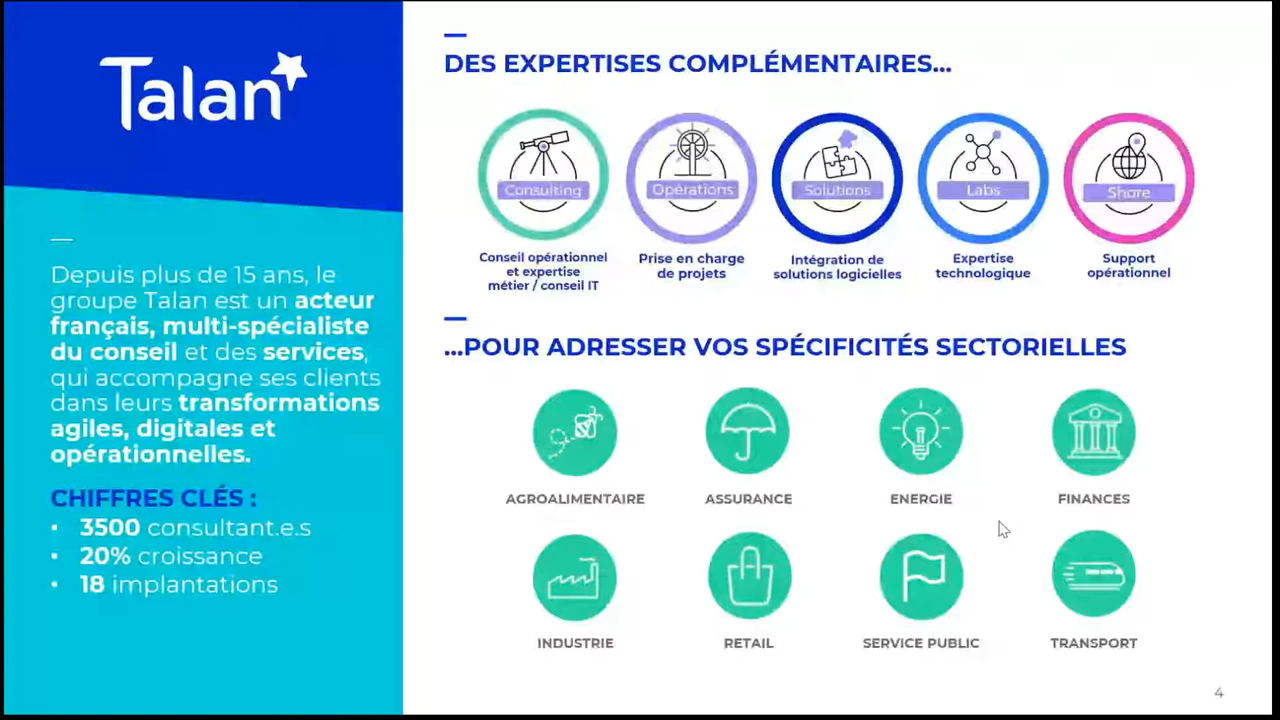 Talan
Depuis plus de 15 ans, le
groupe Talan est un acteur
français, multi-spécialiste
du conseil et des services,
qui accompagne ses clients
dans leurs transformations
agiles, digitales et
opérationnelles.
CHIFFRES CLÉS :
• 3500 consultant.e.s
• 20% croissance
• 18 implantations
DES EXPERTISES COMPLÉMENTAIRES...
Consulting
Opérations
Solutions
Labs
Share
Conseil opérationnel
et expertise
métier / conseil IT
Prise en charge
de projets
Intégration de
solutions logicielles
Expertise
technologique
Support
opérationnel
...POUR ADRESSER VOS SPÉCIFICITÉS SECTORIELLES
AGROALIMENTAIRE
ASSURANCE
ENERGIE
FINANCES
INDUSTRIE
RETAIL
SERVICE PUBLIC
TRANSPORT
4